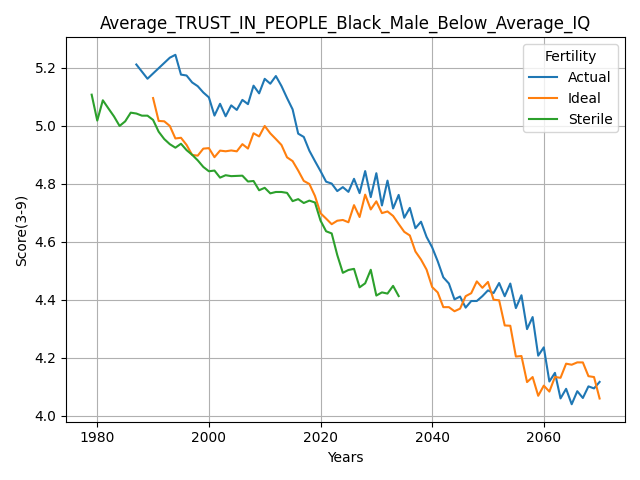 Average_TRUST_IN_PEOPLE_Black_Male_Below_Average_IQ
Score(3-9)
5.2
5.0
4.8
4.6
4.4
4.2
4.0
Fertility
Actual
Ideal
Sterile
1980
2000
2020
2040
2060
Years